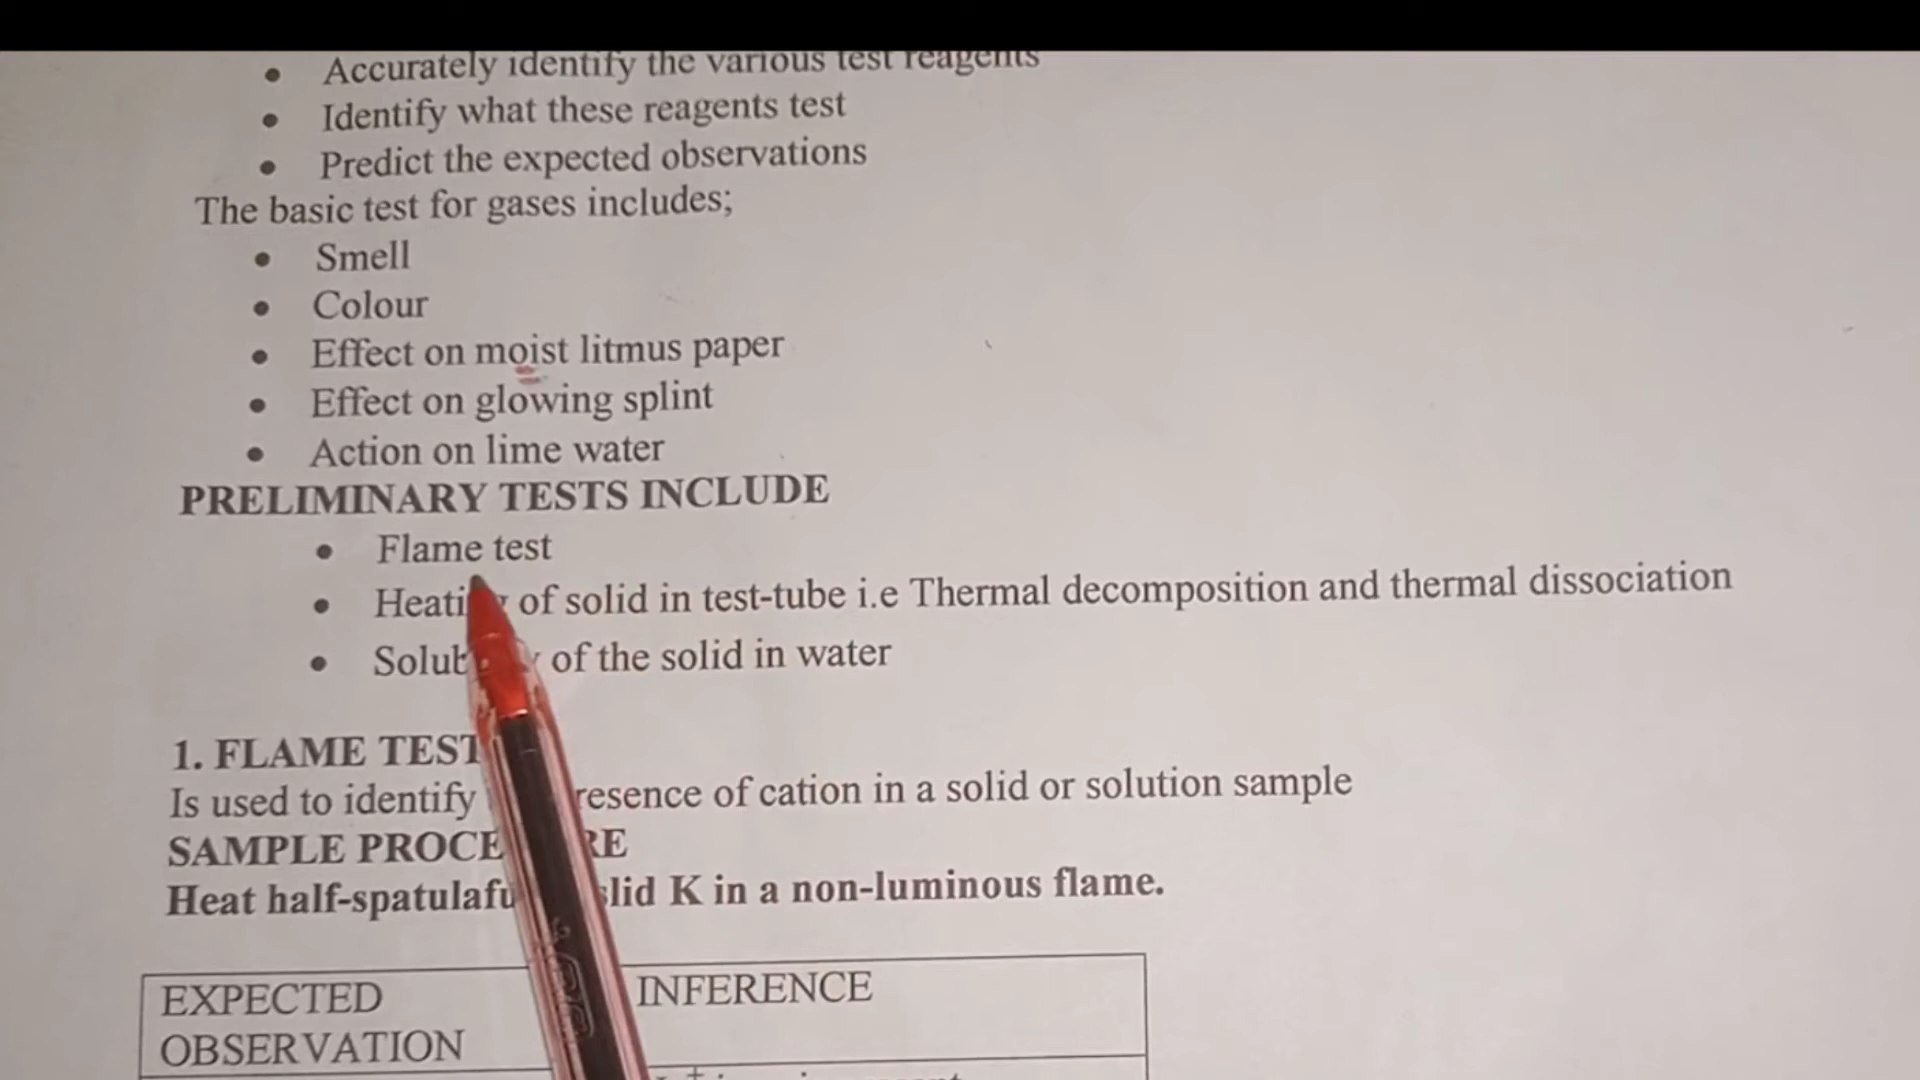 • Accurately identify the various test reagents
• Identify what these reagents test
• Predict the expected observations
The basic test for gases includes;
• Smell
• Colour
• Effect on moist litmus paper
• Effect on glowing splint
• Action on lime water
PRELIMINARY TESTS INCLUDE
• Flame test
• of solid in test-tube i.e Thermal decomposition and thermal dissociation
• of the solid in water
1. FLAME TEST
Is used to identify resence of cation in a solid or solution sample
SAMPLE
Heat in a non-luminous flame.
EXPECTED OBSERVATION
INFERENCE